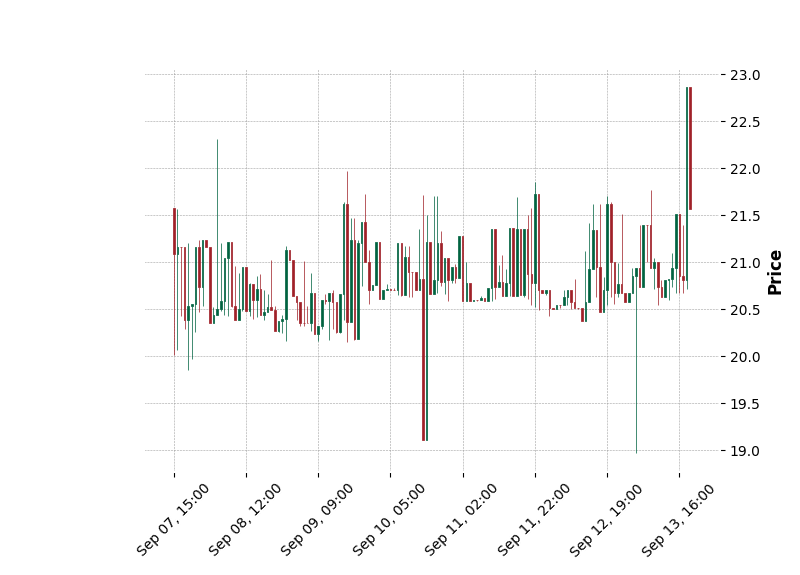 23.0
22.5
22.0
21.5
21.0
20.5
20.0
19.5
19.0
Price
Sep 07, 15:00
Sep 08, 12:00
Sep 09, 09:00
Sep 10, 05:00
Sep 11, 02:00
Sep 11, 22:00
Sep 12, 19:00
Sep 13, 16:00